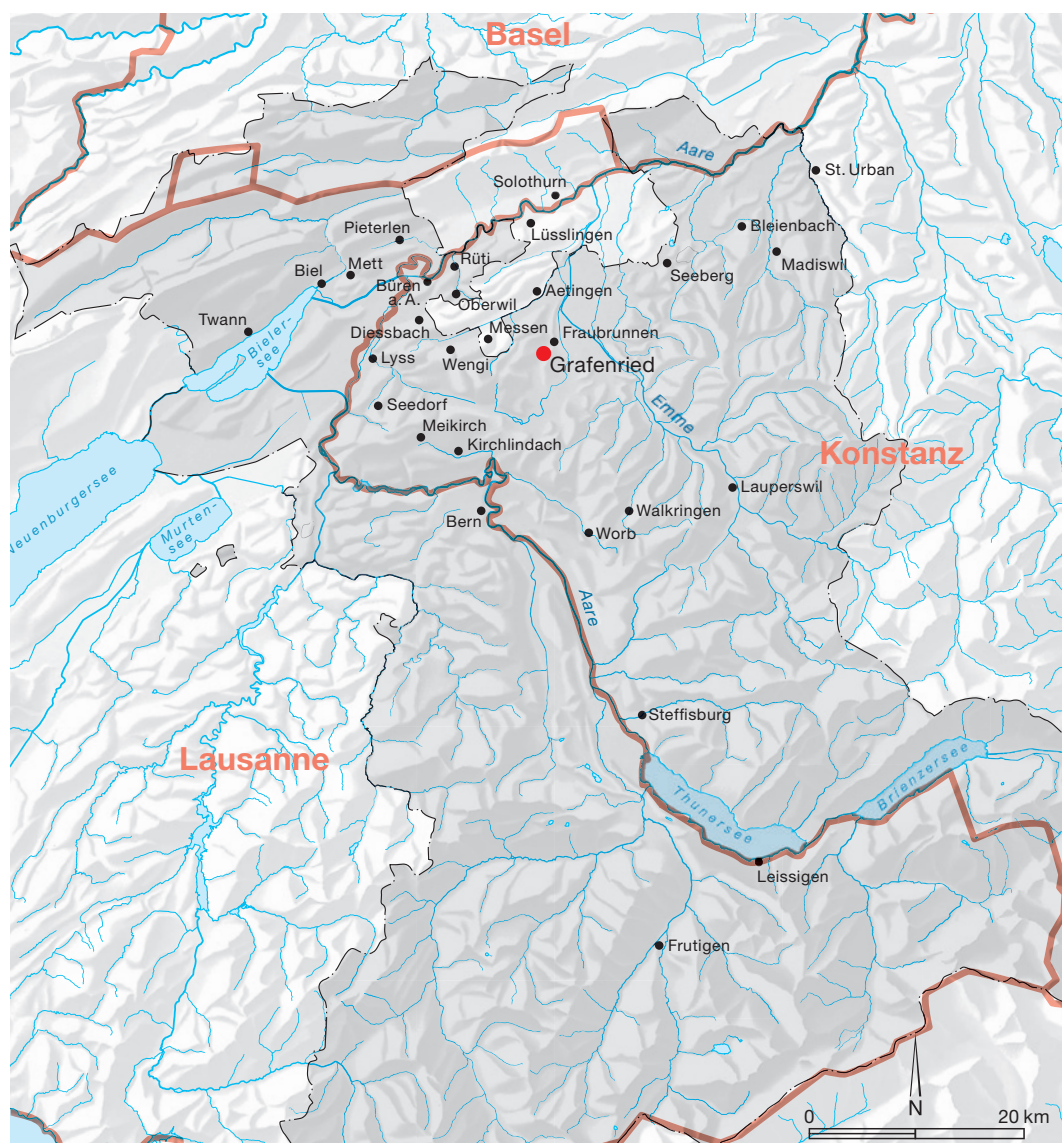 Basel
Aare
St. Urban
Solothurn
Lüsslingen
Bleienbach
Pieterlen
Madiswil
Rüti
Seeberg
Mett
Biel
Büren
a. A.
Aetingen
Oberwil
Twann
Bieler-
see
Diessbach
Messen
Fraubrunnen
Lyss
Wengi
Grafenried
Seedorf
Emme
Meikirch
Kirchlindach
Konstanz
Neuenburgersee
Murten-
see
Lauperswil
Bern
Walkringen
Worb
Aare
Steffisburg
Lausanne
Thunersee
Brienzersee
Leissigen
Frutigen
N
0
20 km